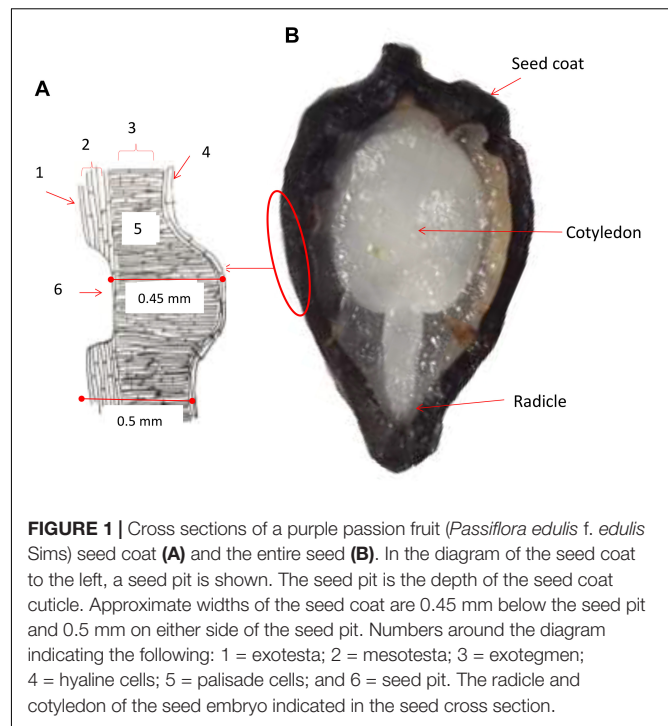 B
Seed coat
A
3
2
4
1
5
Cotyledon
6
0.45 mm
Radicle
0.5 mm
FIGURE 1 | Cross sections of a purple passion fruit (Passiflora edulis f. edulis
Sims) seed coat (A) and the entire seed (B). In the diagram of the seed coat
to the left, a seed pit is shown. The seed pit is the depth of the seed coat
cuticle. Approximate widths of the seed coat are 0.45 mm below the seed pit
and 0.5 mm on either side of the seed pit. Numbers around the diagram
indicating the following: 1 = exotesta; 2 = mesotesta; 3 = exotegmen;
4 = hyaline cells; 5 = palisade cells; and 6 = seed pit. The radicle and
cotyledon of the seed embryo indicated in the seed cross section.